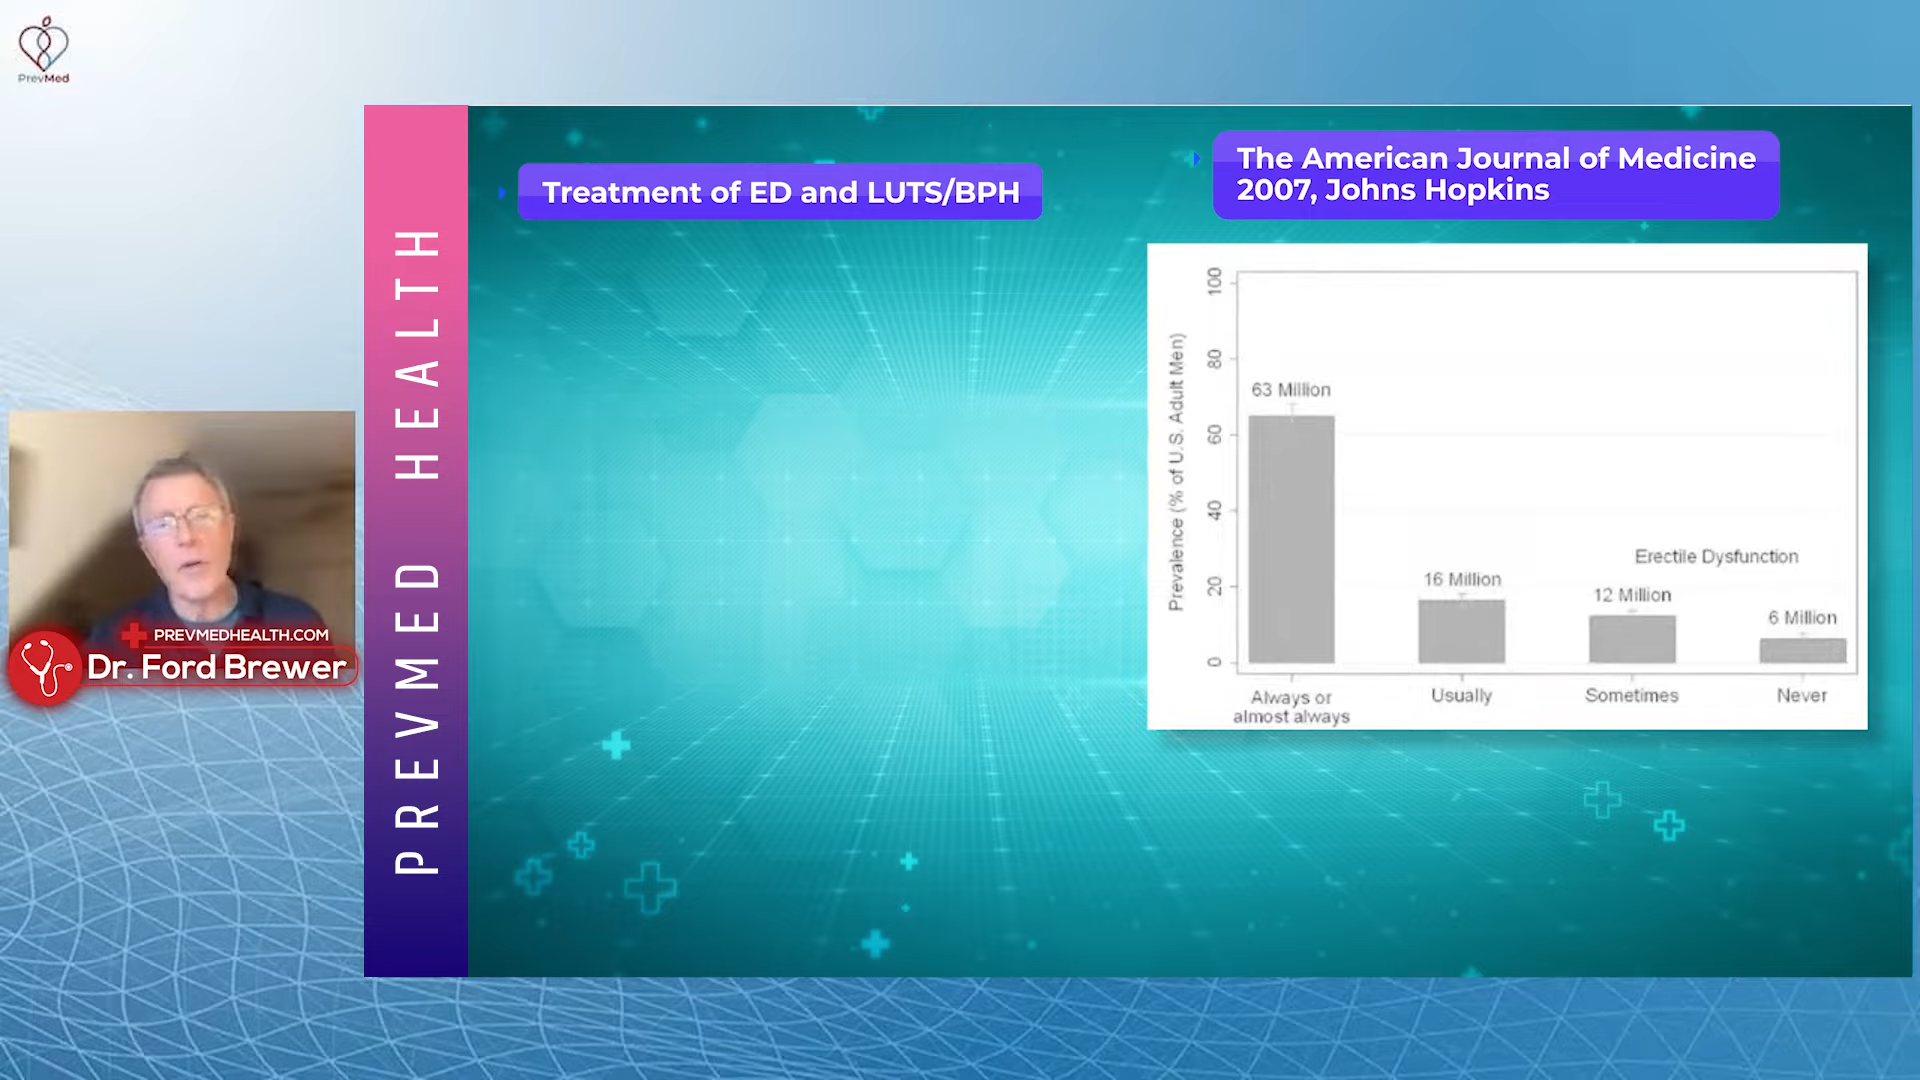 PrevMed
PREVMED HEALTH
Treatment of ED and LUTS/BPH
The American Journal of Medicine
2007, Johns Hopkins
Prevalence (% of U.S. Adult Men)
100
80
60
40
20
0
63 Million
16 Million
12 Million
6 Million
Erectile Dysfunction
Always or
almost always
Usually
Sometimes
Never
PREVMEDHEALTH.COM
Dr. Ford Brewer